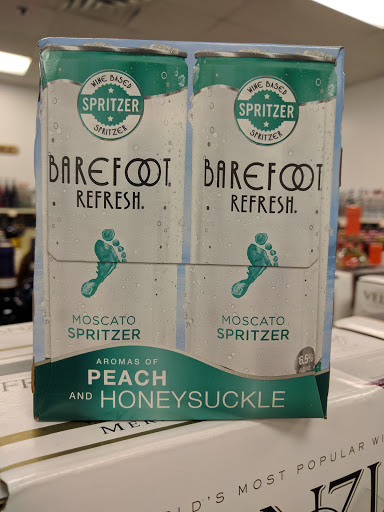 WINE BASED
SPRITZER
SPRITZER
BAREFOOT
REFRESH.
MOSCATO
SPRITZER
WINE BASED
SPRITZER
SPRITZER
BAREFOOT
REFRESH.
MOSCATO
SPRITZER
6.5%
AROMAS OF
PEACH
AND HONEYSUCKLE
MOST POPULAR